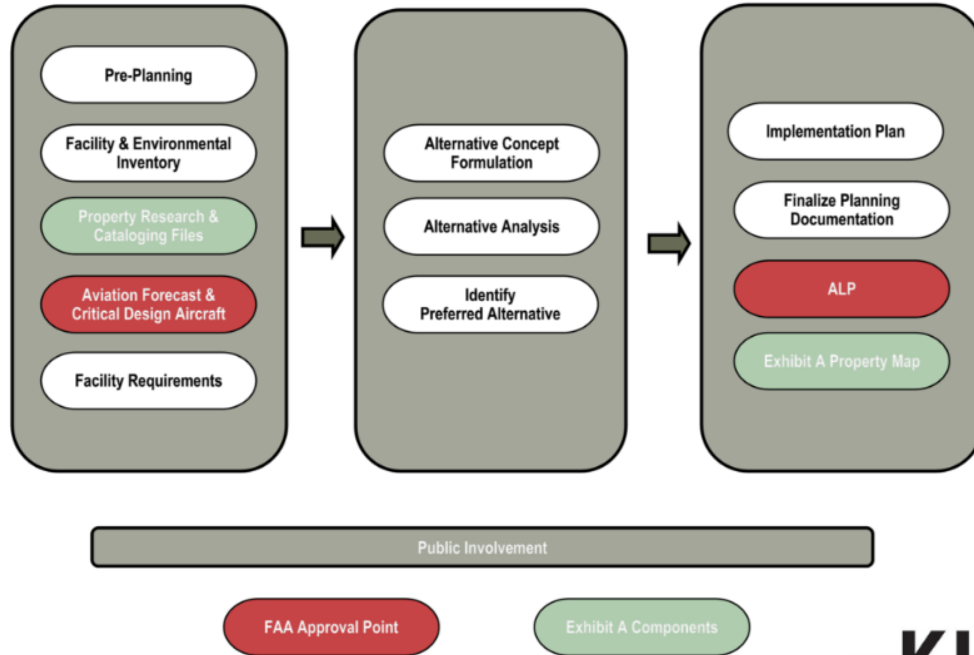 Pre-Planning
Facility & Environmental
Inventory
Property Research &
Cataloging Files
Aviation Forecast &
Critical Design Aircraft
Facility Requirements
Alternative Concept
Formulation
Alternative Analysis
Identify
Preferred Alternative
Implementation Plan
Finalize Planning
Documentation
ALP
Exhibit A Property Map
Public Involvement
FAA Approval Point
Exhibit A Components